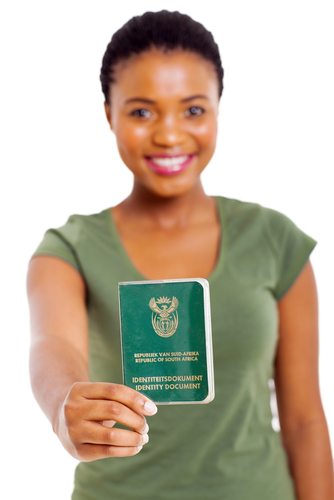 REPUBLIEK VAN SUID-AFRIKA
REPUBLIC OF SOUTH AFRICA
IDENTITEITSDOKUMENT
IDENTITY DOCUMENT